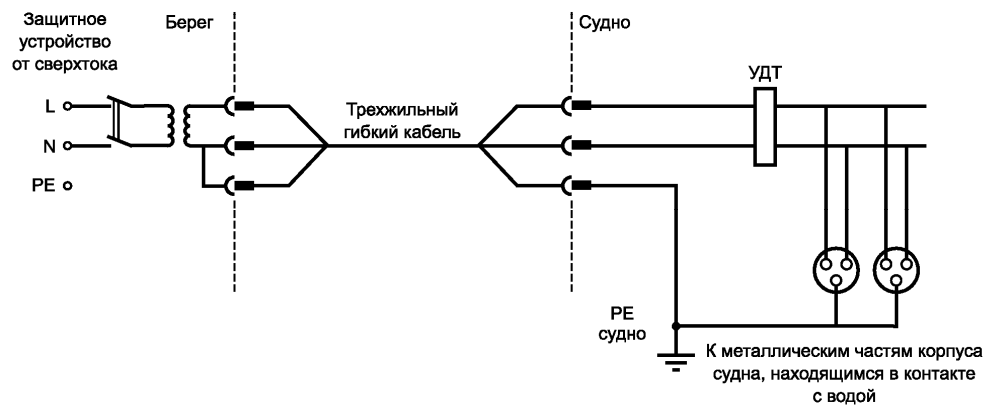 Защитное
устройство
от сверхтока
Берег
Судно
УДТ
L
N
PE
Трехжильный
гибкий кабель
PE
судно
К металлическим частям корпуса
судна, находящимся в контакте
с водой